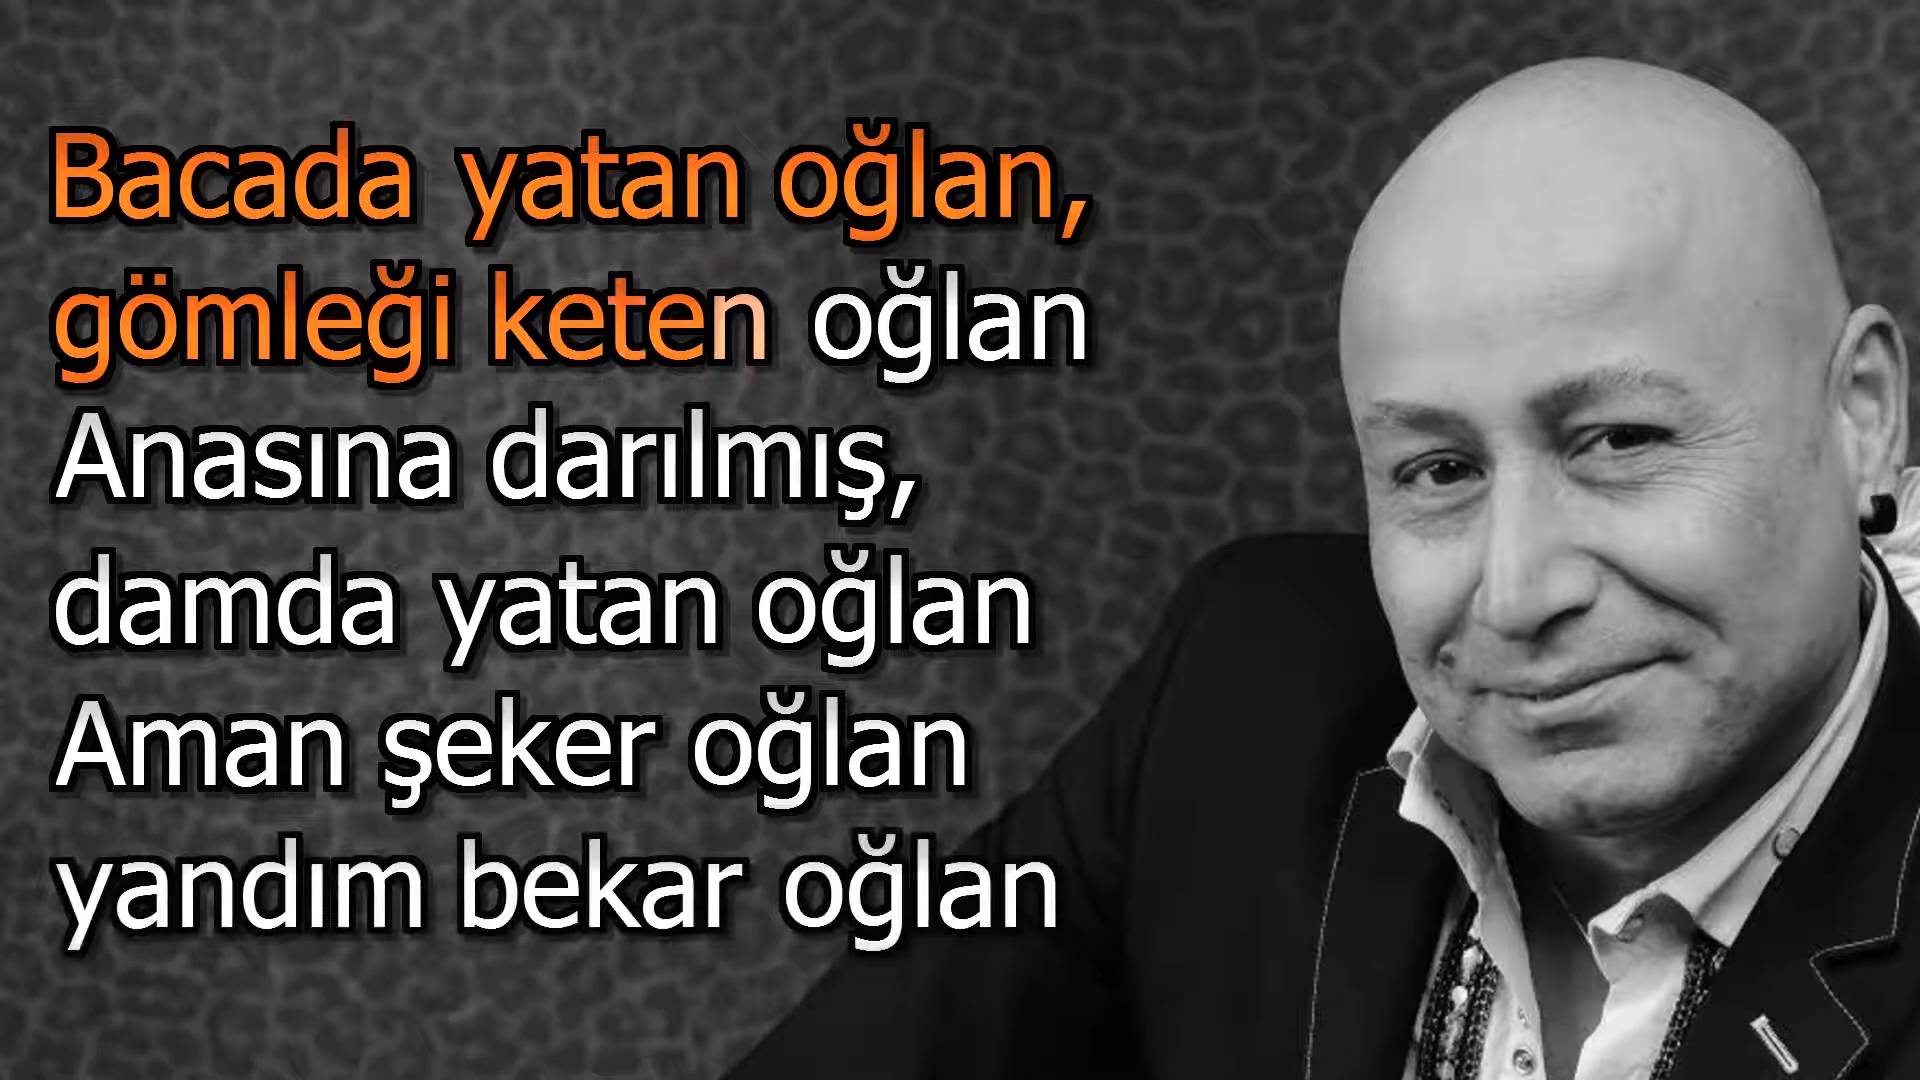 Bacada yatan oğlan,
gömleği keten oğlan
Anasına darılmış,
damda yatan oğlan
Aman şeker oğlan
yandım bekar oğlan